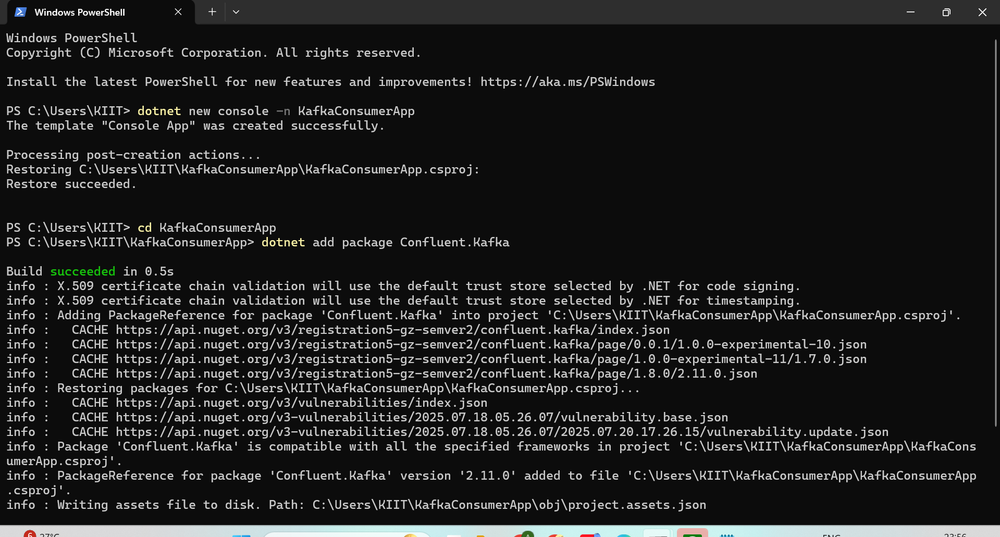 Windows PowerShell
Windows PowerShell
Copyright (C) Microsoft Corporation. All rights reserved.
Install the latest PowerShell for new features and improvements! https://aka.ms/PSWindows
PS C:\Users\KIIT> dotnet new console -n KafkaConsumerApp
The template "Console App" was created successfully.
Processing post-creation actions...
Restoring C:\Users\KIIT\KafkaConsumerApp\KafkaConsumerApp.csproj:
Restore succeeded.
PS C:\Users\KIIT> cd KafkaConsumerApp
PS C:\Users\KIIT\KafkaConsumerApp> dotnet add package Confluent.Kafka
Build succeeded in 0.5s
info : X.509 certificate chain validation will use the default trust store selected by .NET for code signing.
info : X.509 certificate chain validation will use the default trust store selected by .NET for timestamping.
info : Adding PackageReference for package 'Confluent.Kafka' into project 'C:\Users\KIIT\KafkaConsumerApp\KafkaConsumerApp.csproj'.
info :   CACHE https://api.nuget.org/v3/registration5-gz-semver2/confluent.kafka/index.json
info :   CACHE https://api.nuget.org/v3/registration5-gz-semver2/confluent.kafka/page/0.0.1/1.0.0-experimental-10.json
info :   CACHE https://api.nuget.org/v3/registration5-gz-semver2/confluent.kafka/page/1.0.0-experimental-11/1.7.0.json
info :   CACHE https://api.nuget.org/v3/registration5-gz-semver2/confluent.kafka/page/1.8.0/2.11.0.json
info : Restoring packages for C:\Users\KIIT\KafkaConsumerApp\KafkaConsumerApp.csproj...
info :   CACHE https://api.nuget.org/v3/vulnerabilities/index.json
info :   CACHE https://api.nuget.org/v3-vulnerabilities/2025.07.18.05.26.07/vulnerability.base.json
info :   CACHE https://api.nuget.org/v3-vulnerabilities/2025.07.18.05.26.07/2025.07.20.17.26.15/vulnerability.update.json
info : Package 'Confluent.Kafka' is compatible with all the specified frameworks in project 'C:\Users\KIIT\KafkaConsumerApp\KafkaCons
umerApp.csproj'.
info : PackageReference for package 'Confluent.Kafka' version '2.11.0' added to file 'C:\Users\KIIT\KafkaConsumerApp\KafkaConsumerApp
.csproj'.
info : Writing assets file to disk. Path: C:\Users\KIIT\KafkaConsumerApp\obj\project.assets.json
27°C
ENG